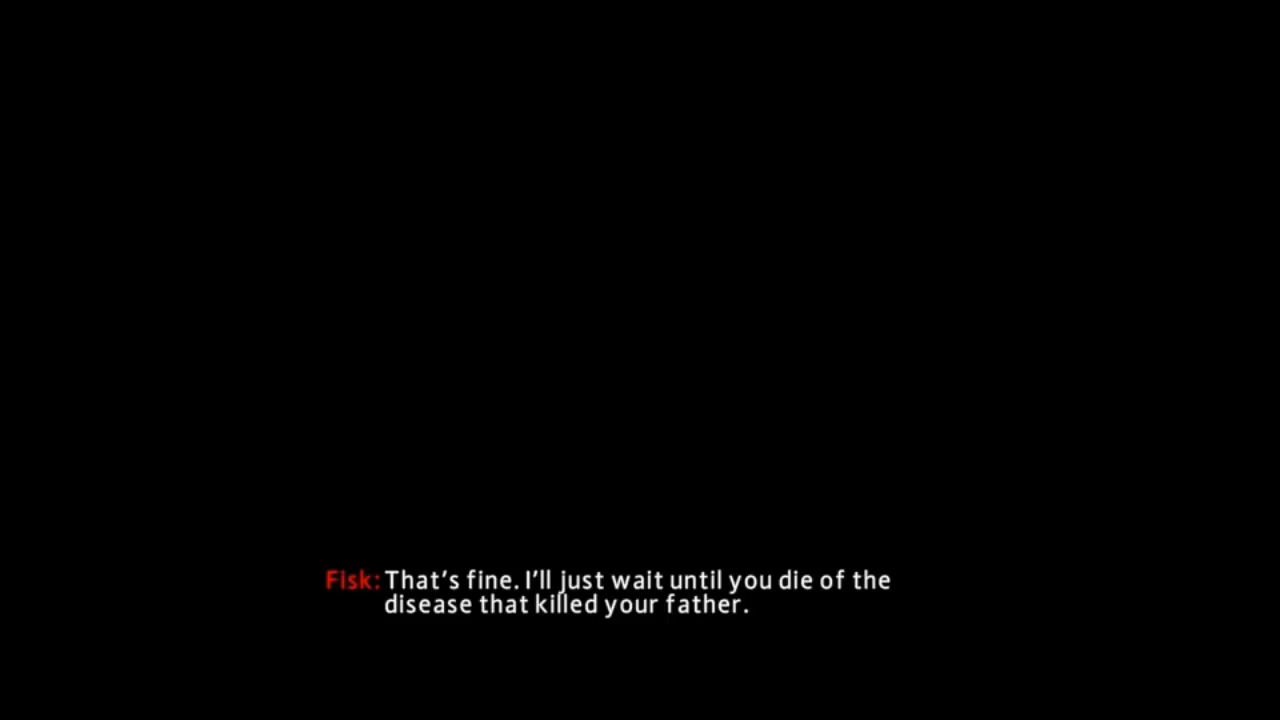 Fisk: That's fine. I'll just wait until you die of the
disease that killed your father.